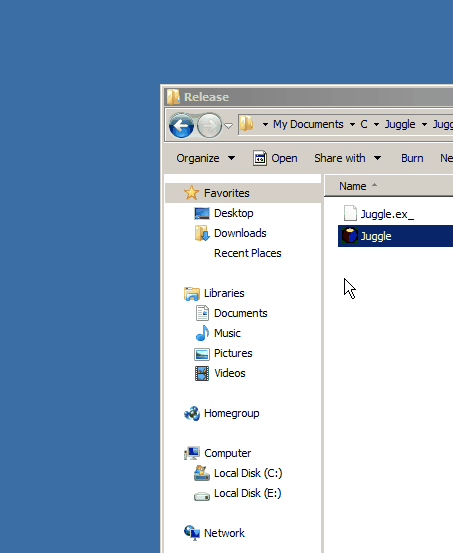 Release
My Documents C Juggle Jugg
Organize Open Share with Burn Ne
Name
Favorites
Desktop
Downloads
Recent Places
Libraries
Documents
Music
Pictures
Videos
Homegroup
Computer
Local Disk (C:)
Local Disk (E:)
Network
Juggle.ex_
Juggle